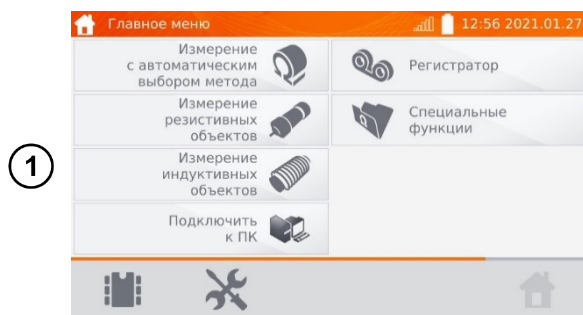 Главное меню
12:56 2021.01.27
Измерение
с автоматическим
выбором метода
Регистратор
Измерение
резистивных
объектов
Специальные
функции
1
Измерение
индуктивных
объектов
Подключить
к ПК